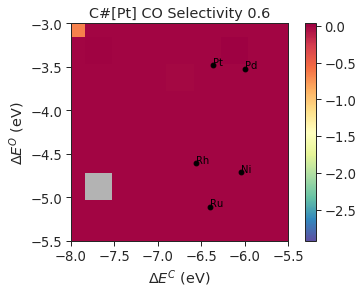 C#[Pt] CO Selectivity 0.6
−3.0
−3.5
−4.0
−4.5
−5.0
−5.5
ΔE^O (eV)
Pt
Pd
Rh
Ni
Ru
−8.0 −7.5 −7.0 −6.5 −6.0 −5.5
ΔE^C (eV)
0.0
−0.5
−1.0
−1.5
−2.0
−2.5